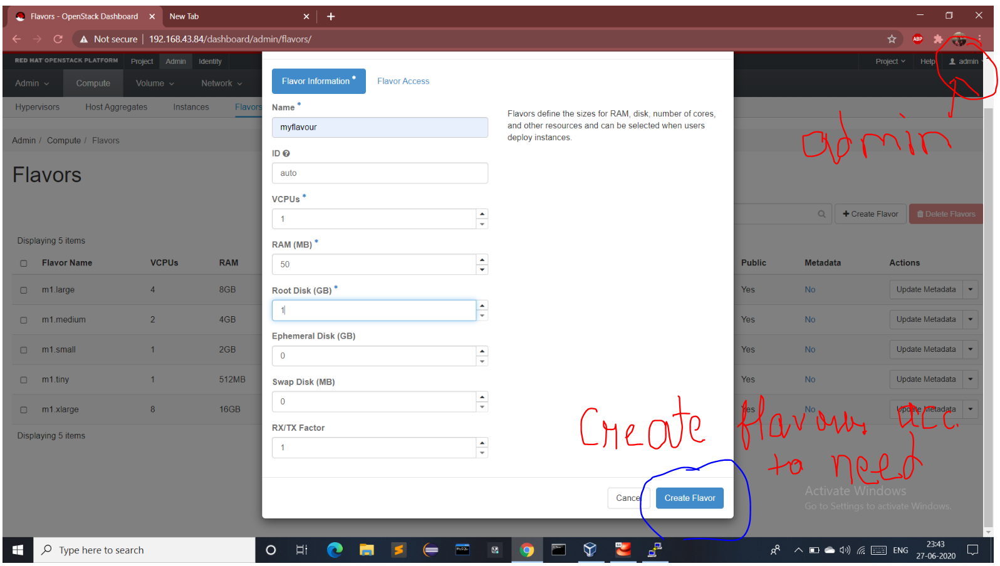 Flavors - OpenStack Dashboard
New Tab
Not secure | 192.168.43.84/dashboard/admin/flavors/
ABP
RED HAT OPENSTACK PLATFORM Project Admin Identity
Project Help admin
Admin Compute Volume Network
Hypervisors Host Aggregates Instances Flavors
Admin / Compute / Flavors
Flavors
Create Flavor Delete Flavors
Displaying 5 items
Flavor Name VCPUs RAM Public Metadata Actions
m1.large 4 8GB Yes No Update Metadata
m1.medium 2 4GB Yes No Update Metadata
m1.small 1 2GB Yes No Update Metadata
m1.tiny 1 512MB Yes No Update Metadata
m1.xlarge 8 16GB Yes No Update Metadata
Displaying 5 items
Flavor Information * Flavor Access
Name *
myflavour
ID
auto
VCPUs *
1
RAM (MB) *
50
Root Disk (GB) *
1
Ephemeral Disk (GB)
0
Swap Disk (MB)
0
RX/TX Factor
1
Flavors define the sizes for RAM, disk, number of cores,
and other resources and can be selected when users
deploy instances.
Cancel Create Flavor
admin
Create flavour acc.
to need
Activate Windows
Go to Settings to activate Windows.
Type here to search
MySQL
ENG
23:43
27-06-2020